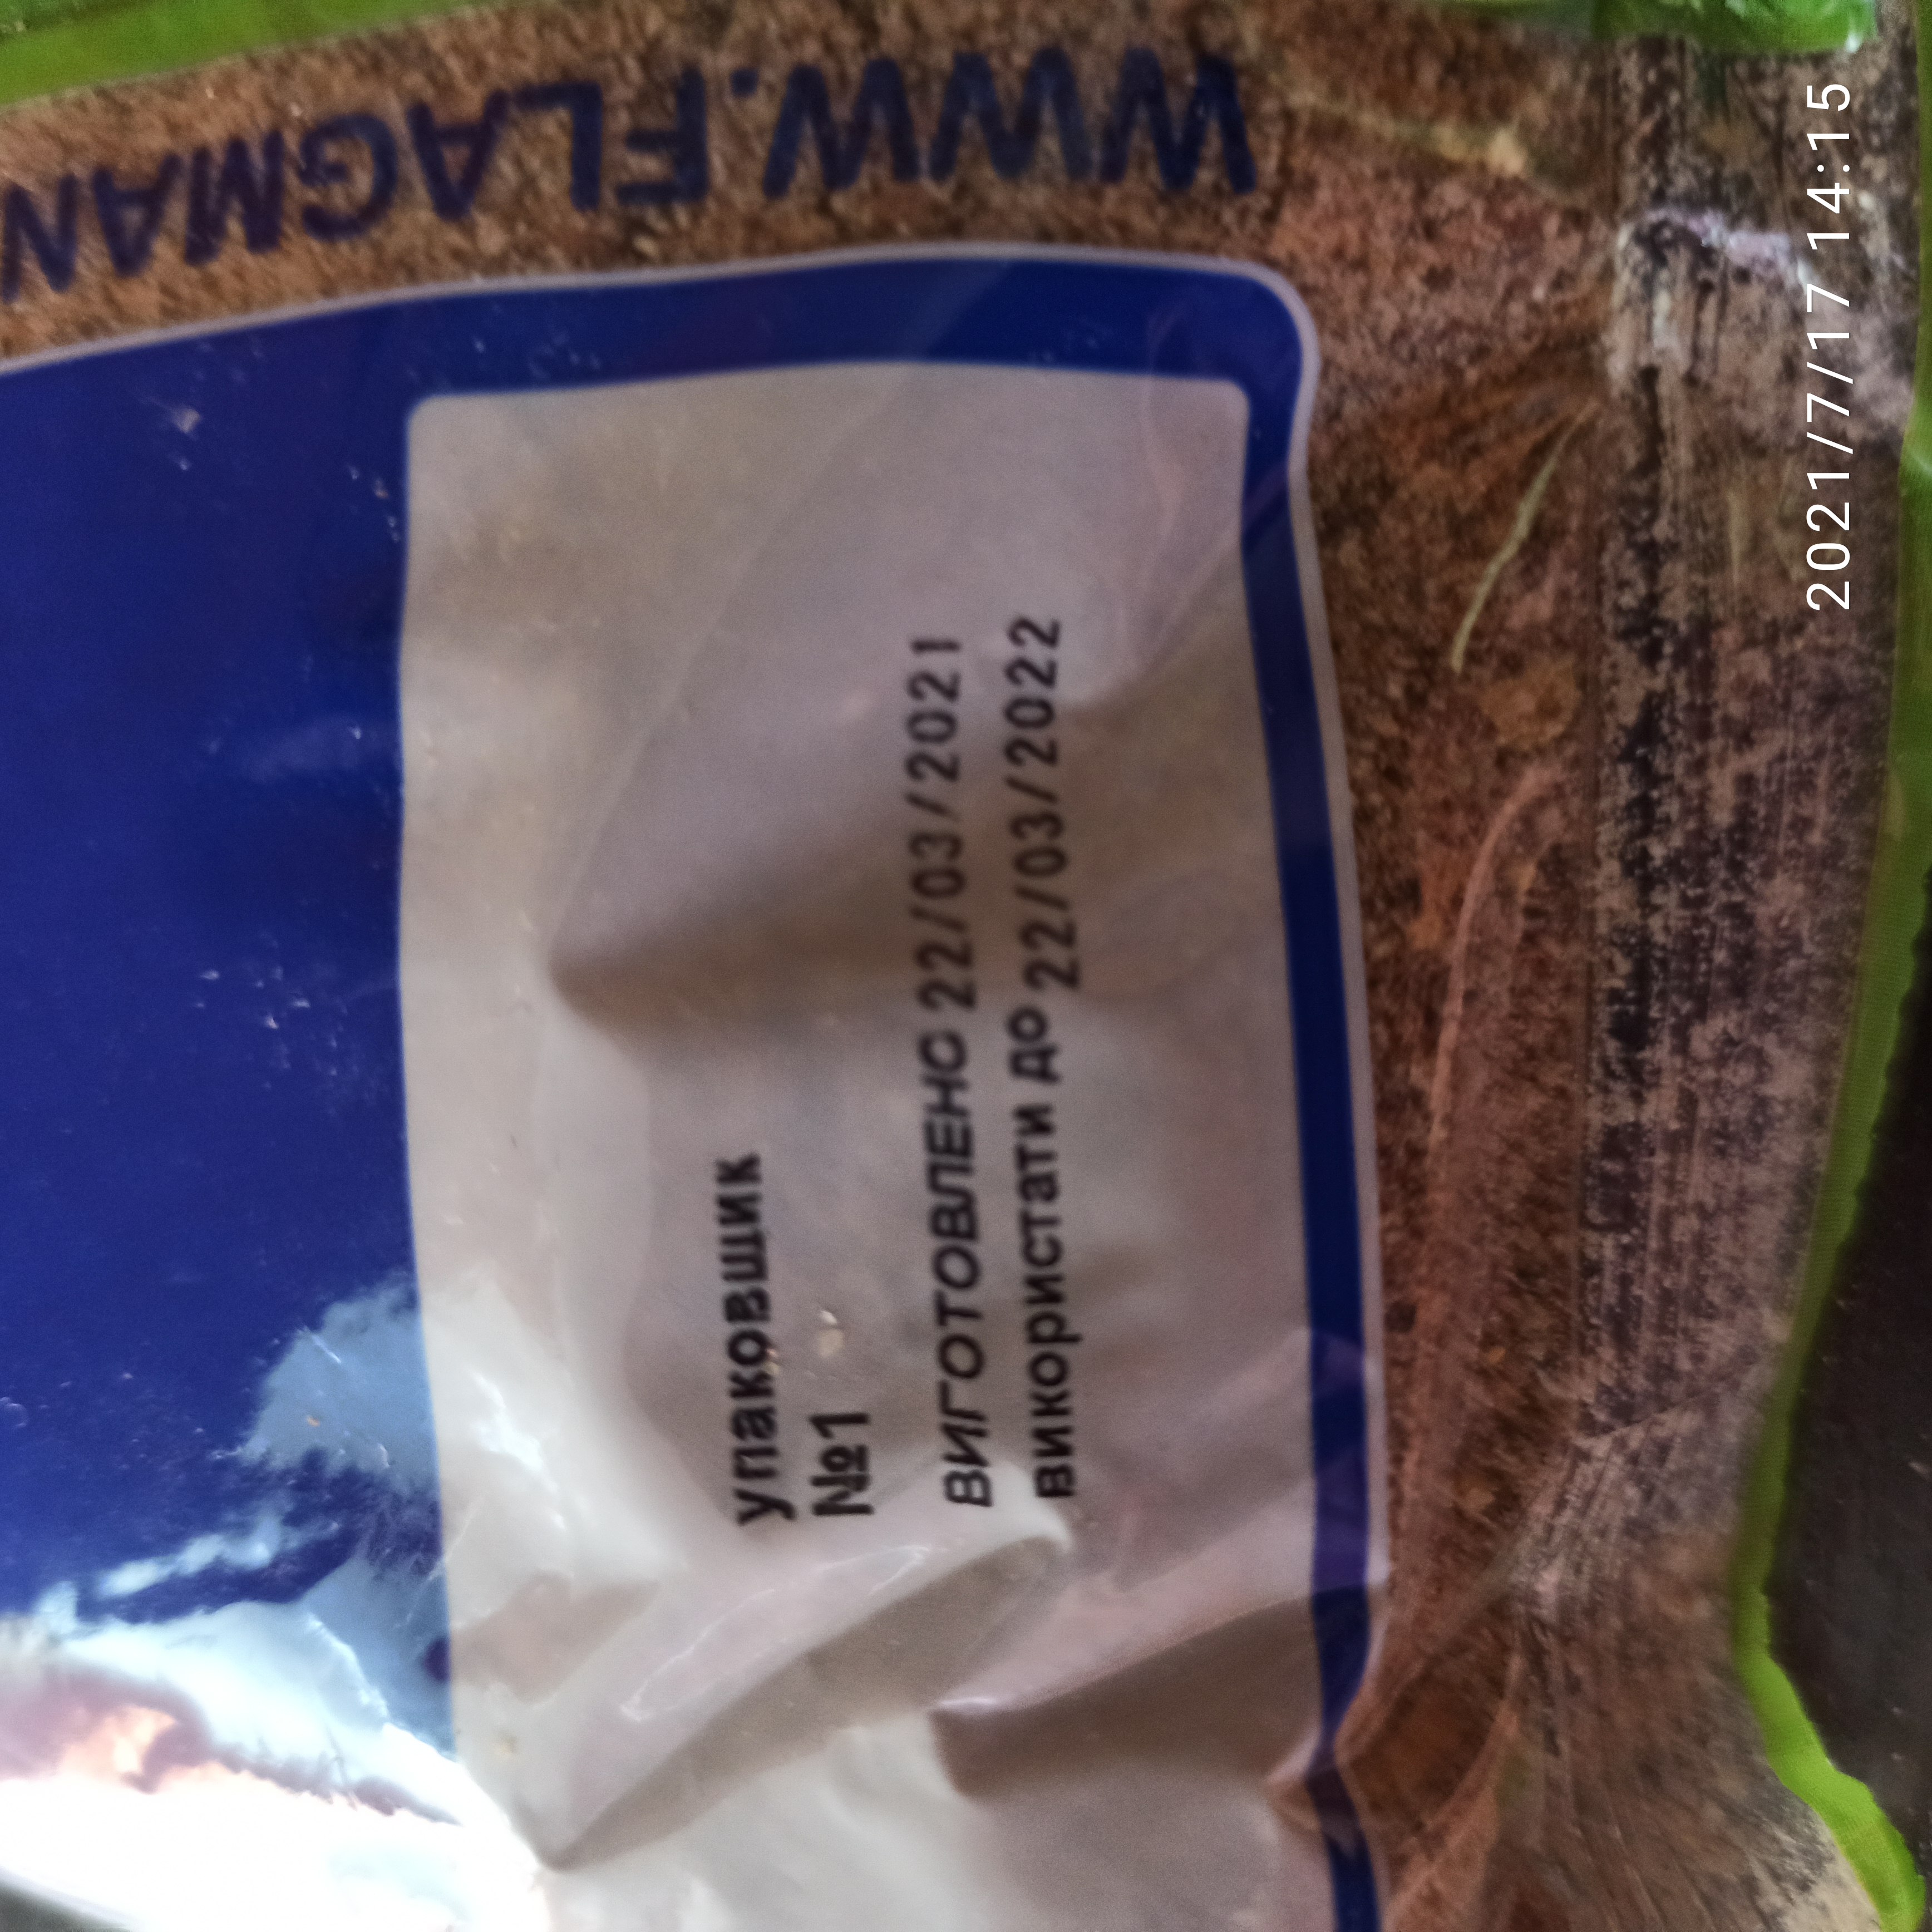 WWW.FLAGMAN
упаковщик
№1
ВИГОТОВЛЕНО 22/03/2021
використати до 22/03/2022
2021/7/17 14:15